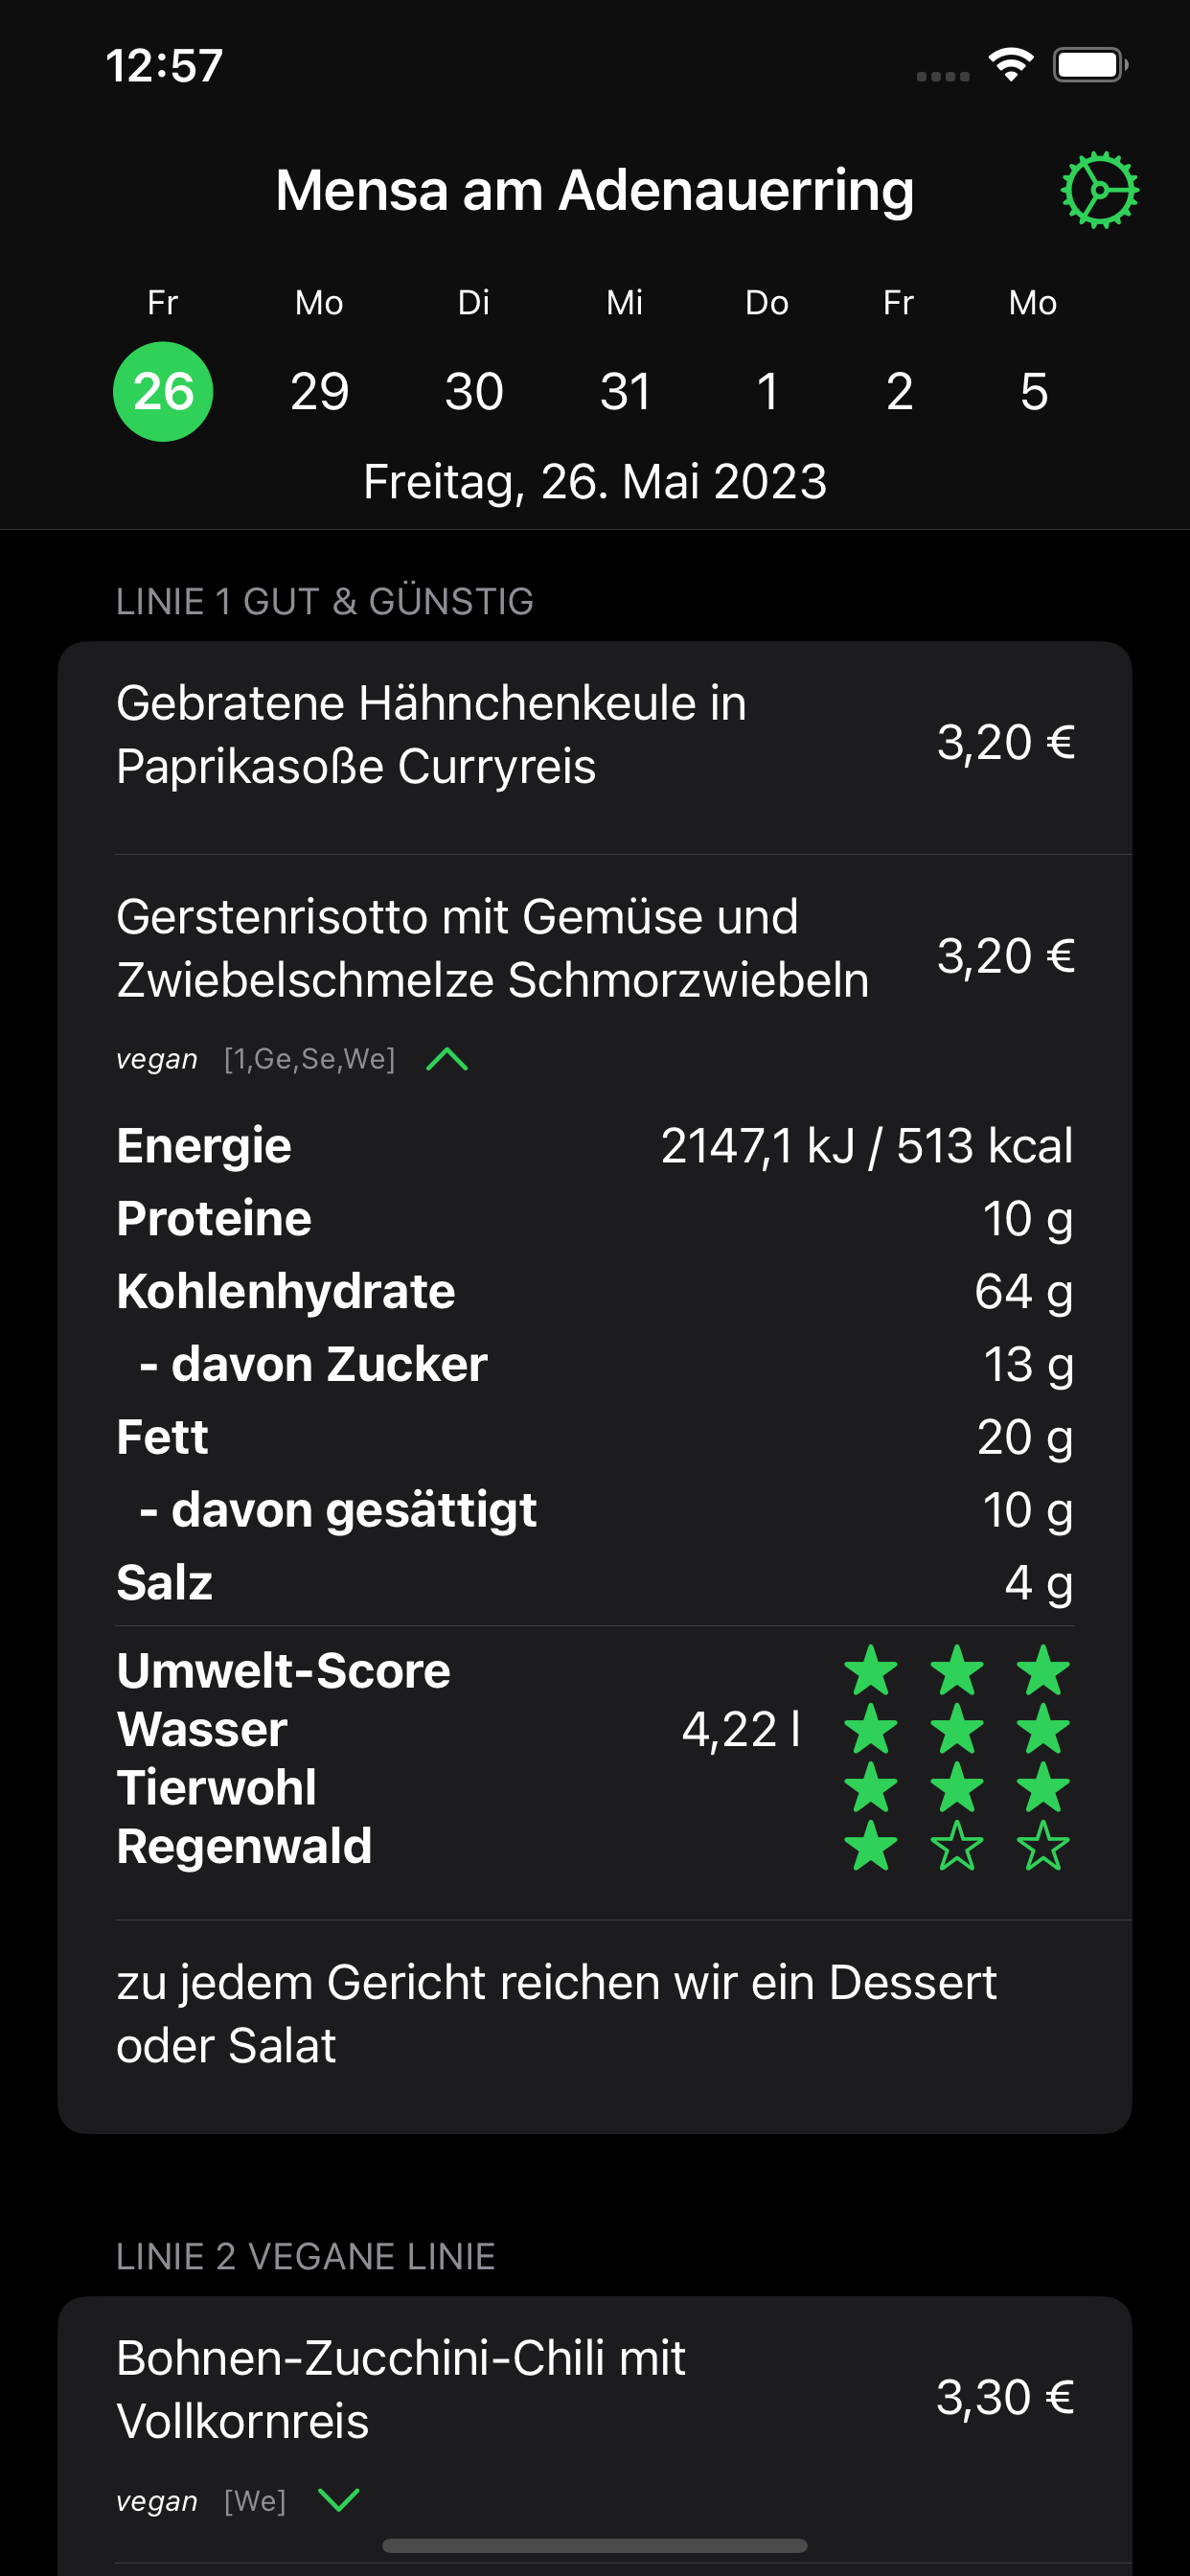 12:57
Mensa am Adenauerring
Fr Mo Di Mi Do Fr Mo
26 29 30 31 1 2 5
Freitag, 26. Mai 2023
LINIE 1 GUT & GÜNSTIG
Gebratene Hähnchenkeule in
Paprikasoße Curryreis
3,20 €
Gerstenrisotto mit Gemüse und
Zwiebelschmelze Schmorzwiebeln
3,20 €
vegan [1,Ge,Se,We]
Energie 2147,1 kJ / 513 kcal
Proteine 10 g
Kohlenhydrate 64 g
- davon Zucker 13 g
Fett 20 g
- davon gesättigt 10 g
Salz 4 g
Umwelt-Score
Wasser 4,22 l
Tierwohl
Regenwald
zu jedem Gericht reichen wir ein Dessert
oder Salat
LINIE 2 VEGANE LINIE
Bohnen-Zucchini-Chili mit
Vollkornreis
3,30 €
vegan [We]